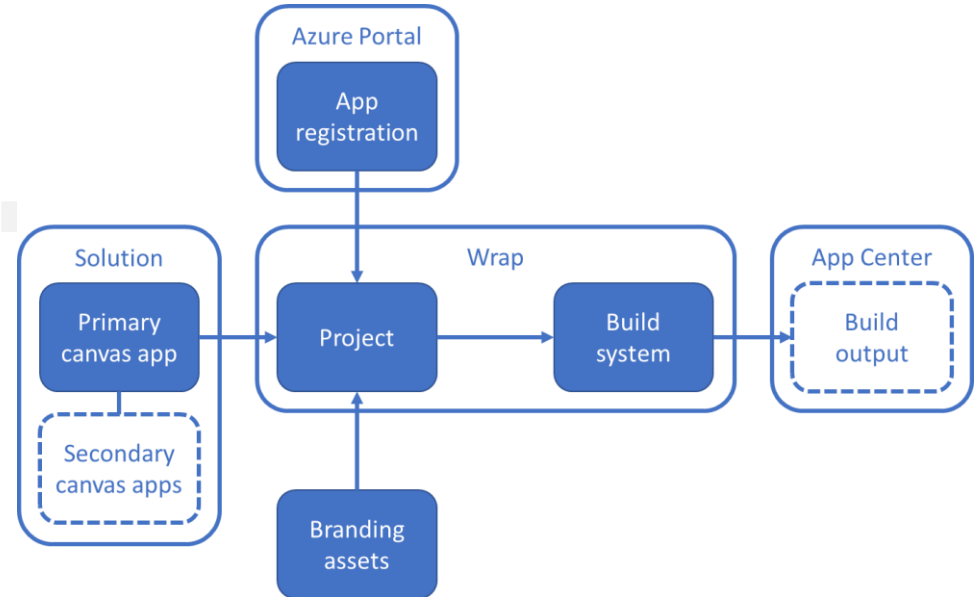 Azure Portal
App
registration
Solution
Primary
canvas app
Secondary
canvas apps
Wrap
Project
Build
system
App Center
Build
output
Branding
assets